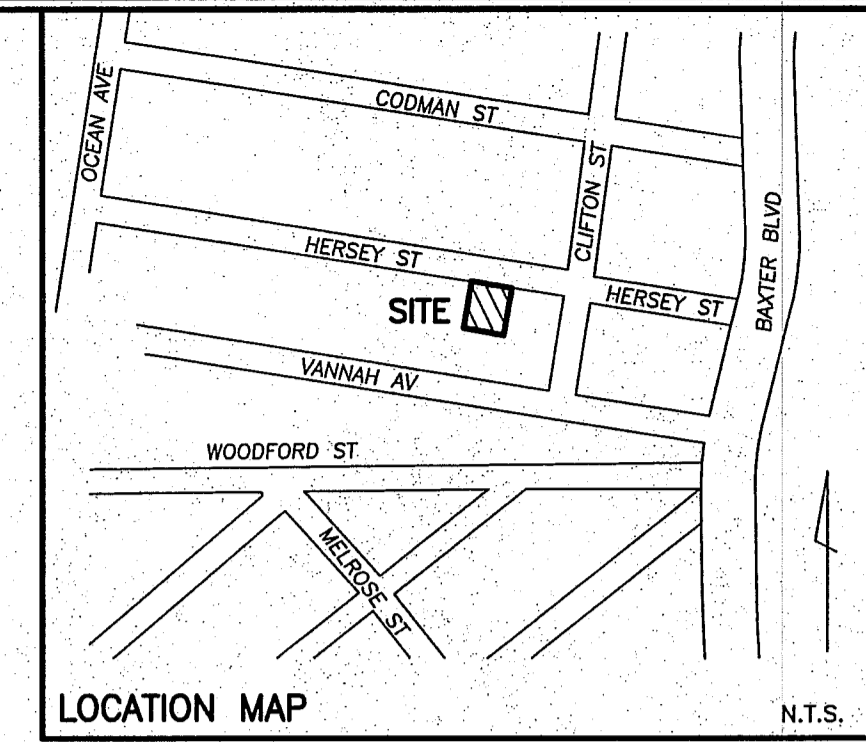 CODMAN ST
OCEAN AVE
CLIFTON ST
BAXTER BLVD
HERSEY ST
HERSEY ST
SITE
VANNAH AV
WOODFORD ST
MELROSE ST
LOCATION MAP
N.T.S.